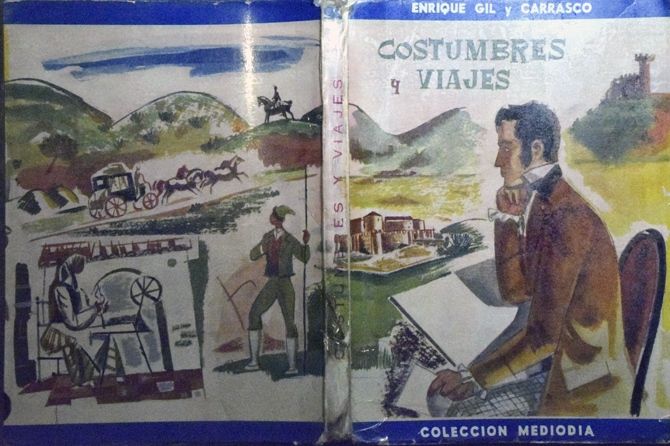 ENRIQUE GIL y CARRASCO
COSTUMBRES
y VIAJES
COLECCION MEDIODIA
COSTUMBRES Y VIAJES